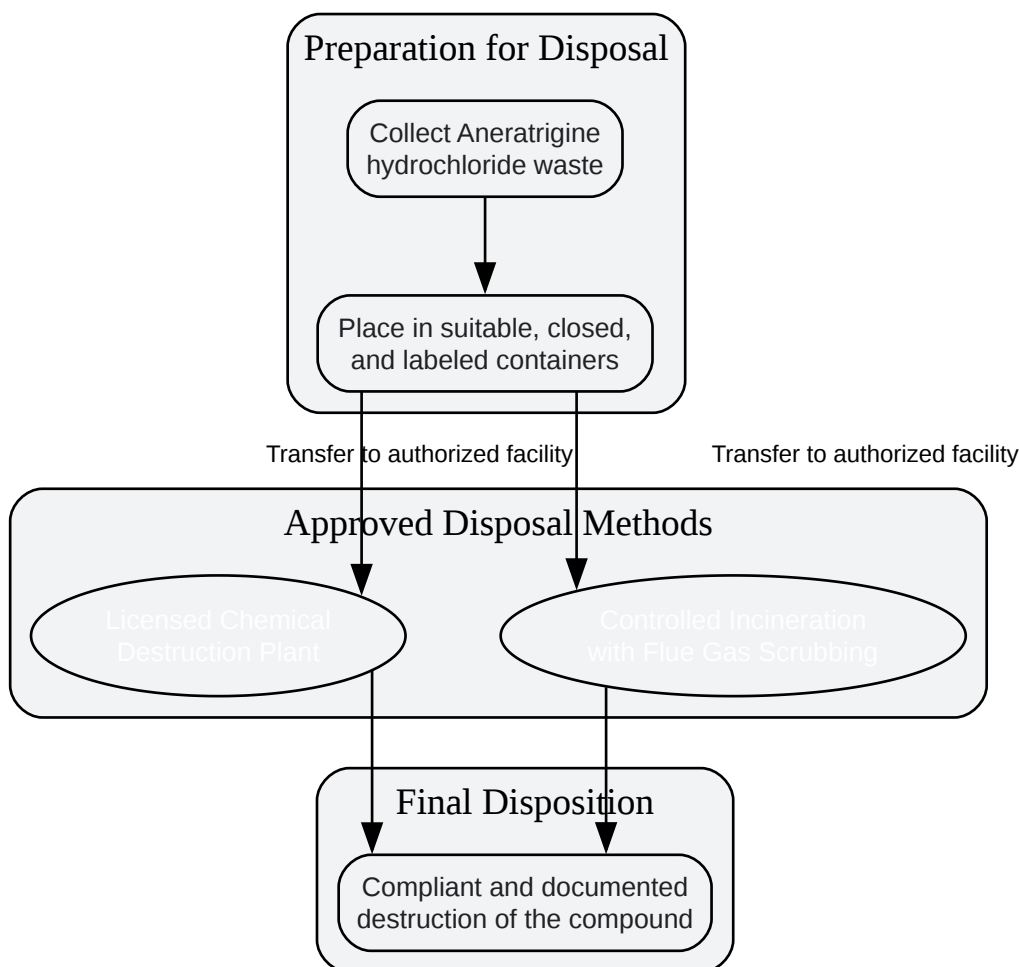 Preparation for Disposal
Collect Aneratrigine
hydrochloride waste
Place in suitable, closed,
and labeled containers
Transfer to authorized facility
Transfer to authorized facility
Approved Disposal Methods
Licensed Chemical
Destruction Plant
Controlled Incineration
with Flue Gas Scrubbing
Final Disposition
Compliant and documented
destruction of the compound